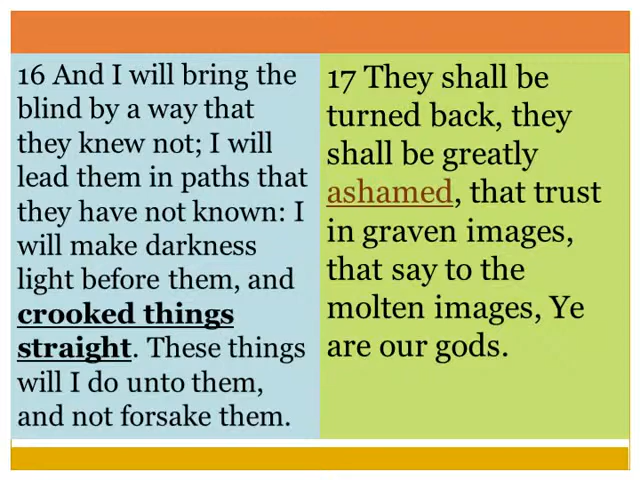 16 And I will bring the
blind by a way that
they knew not; I will
lead them in paths that
they have not known: I
will make darkness
light before them, and
crooked things
straight. These things
will I do unto them,
and not forsake them.
17 They shall be
turned back, they
shall be greatly
ashamed, that trust
in graven images,
that say to the
molten images, Ye
are our gods.